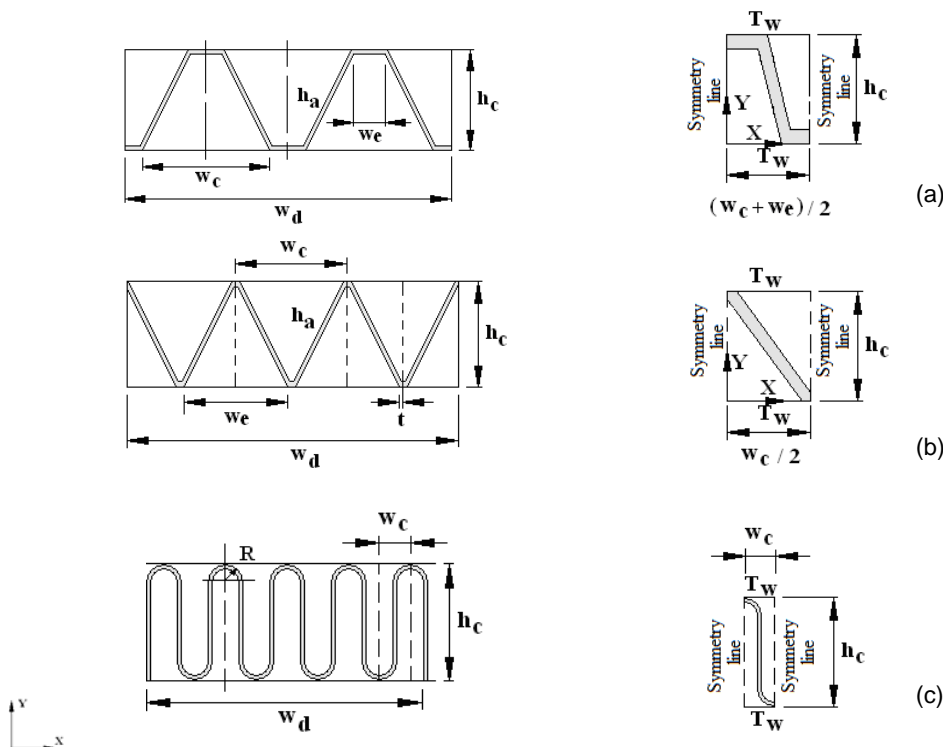 h_a
w_e
h_c
w_c
w_d
T_w
Symmetry line
Y
X
Symmetry line
h_c
T_w
(w_c + w_e) / 2
(a)
w_c
h_a
h_c
w_e
t
w_d
T_w
Symmetry line
Y
X
Symmetry line
h_c
T_w
w_c / 2
(b)
w_c
R
h_c
w_d
w_c
T_w
Symmetry line
Symmetry line
h_c
T_w
(c)
Y
X